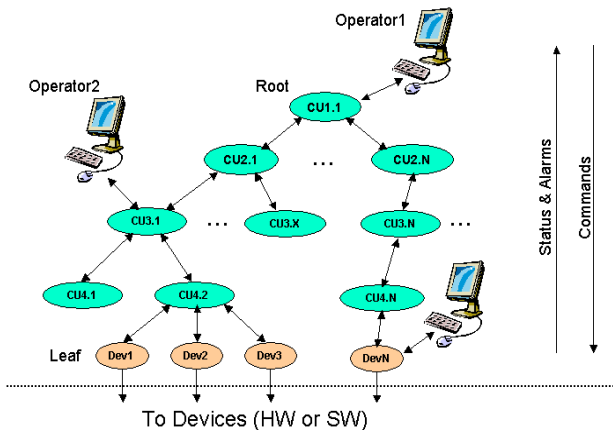 Operator1
Operator2
Root
CU1.1
CU2.1
...
CU2.N
CU3.1
...
CU3.X
CU3.N
...
CU4.1
CU4.2
CU4.N
Leaf
Dev1
Dev2
Dev3
DevN
To Devices (HW or SW)
Status & Alarms
Commands